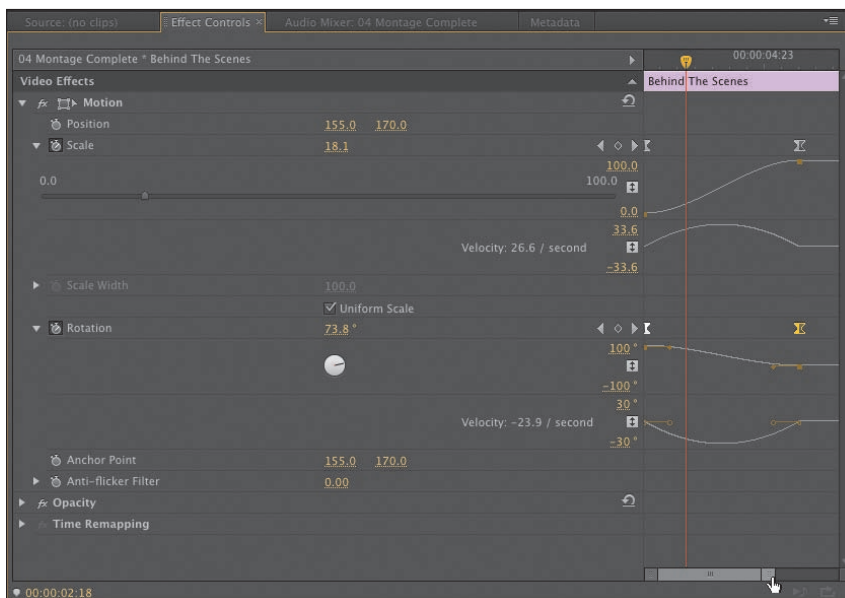 Source: (no clips) Effect Controls × Audio Mixer: 04 Montage Complete Metadata
04 Montage Complete * Behind The Scenes 00:00:04:23
Video Effects Behind The Scenes
fx Motion
Position 155.0 170.0
Scale 18.1
100.0
0.0 100.0
0.0
33.6
Velocity: 26.6 / second
-33.6
Scale Width 100.0
Uniform Scale
Rotation 73.8 °
100 °
-100 °
30 °
Velocity: -23.9 / second
-30 °
Anchor Point 155.0 170.0
Anti-flicker Filter 0.00
fx Opacity
Time Remapping
00:00:02:18